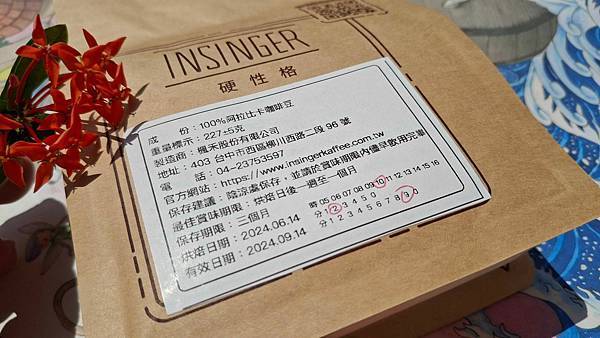 INSINGER
硬性格
成　　份：100%阿拉比卡咖啡豆
重量標示：227±5克
製造商：楓禾股份有限公司
地址：403 台中市西區柳川西路二段 96 號
電　　話：04-23753597
官方網站：https://www.insingerkaffee.com.tw
保存建議：陰涼處保存，並請於賞味期限內儘早飲用完畢
最佳賞味期限：烘焙日後一週至一個月
保存期限：三個月
烘焙日期：2024.06.14
有效日期：2024.09.14
時 05 06 07 08 09 10 11 12 13 14 15 16
分 1 2 3 4 5 0
分 1 2 3 4 5 6 7 8 9 0